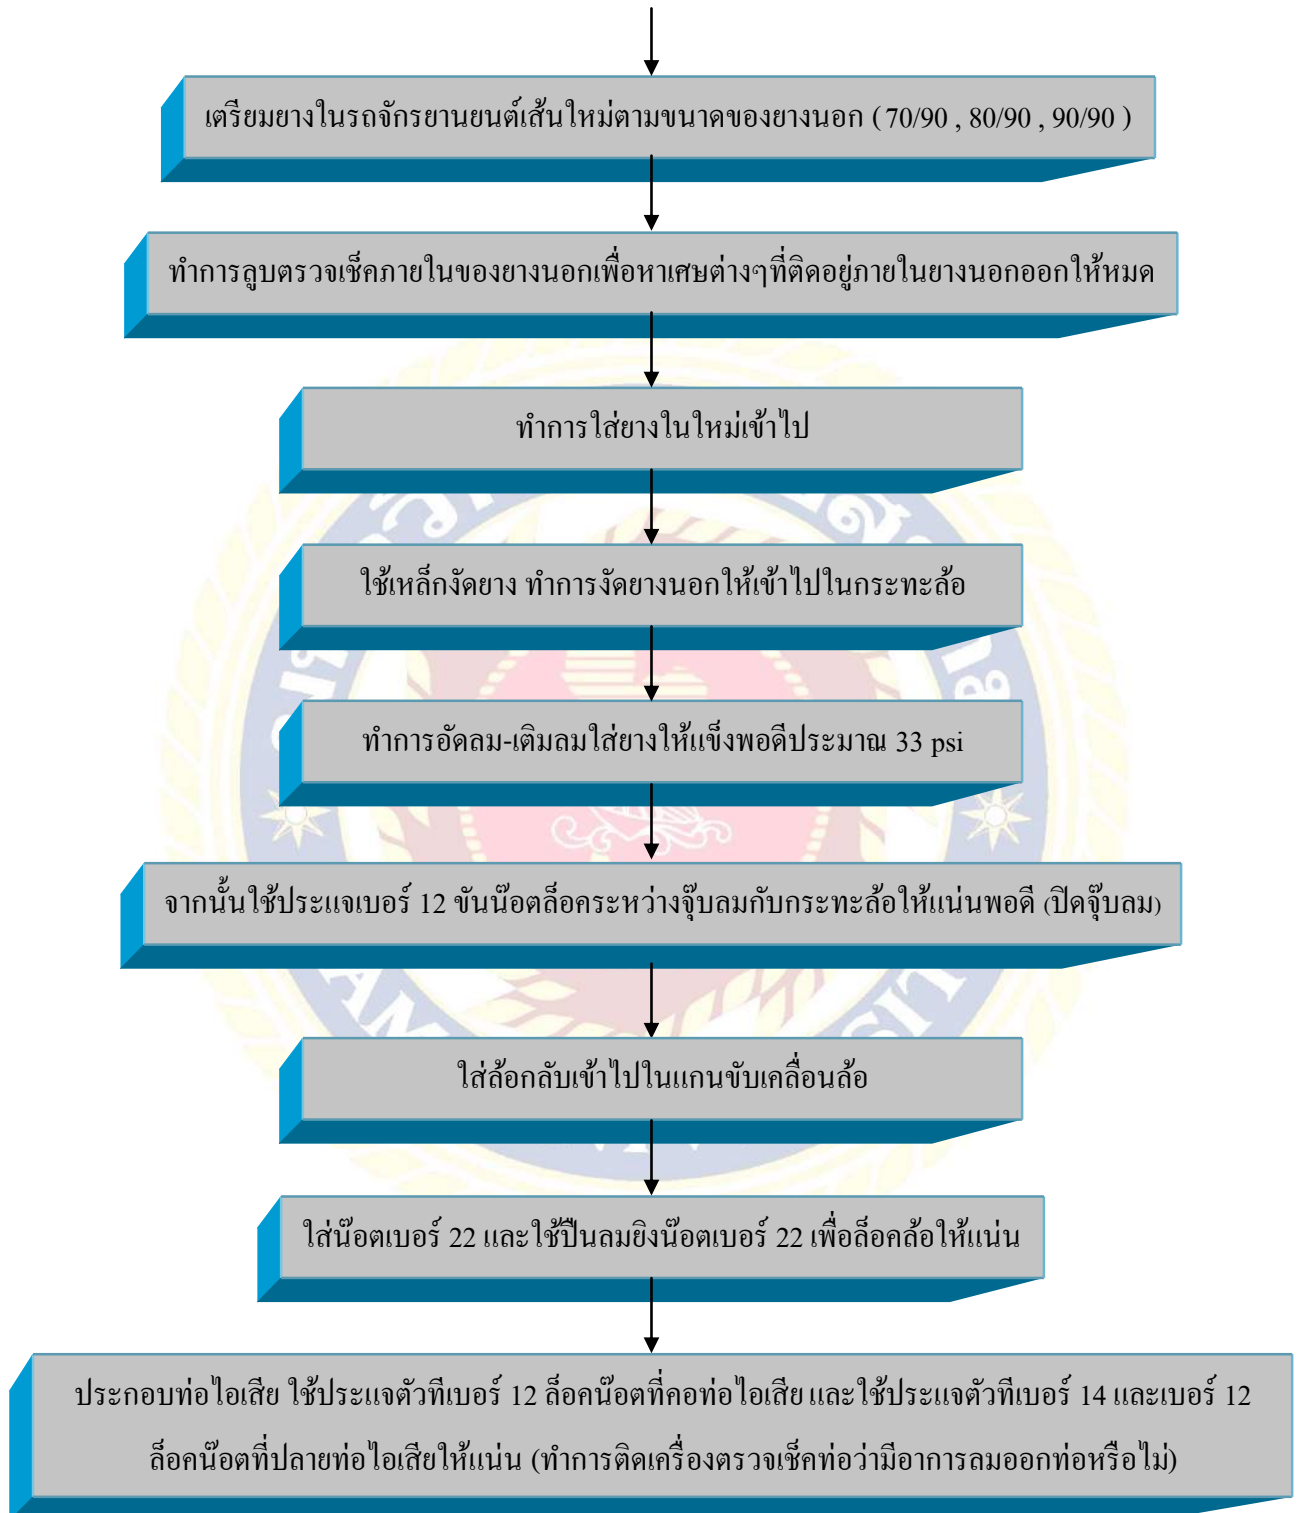 เตรียมยางในรถจักรยานยนต์เส้นใหม่ตามขนาดของยางนอก ( 70/90 , 80/90 , 90/90 )
ทำการลูบตรวจเช็คภายในของยางนอกเพื่อหาเศษต่างๆที่ติดอยู่ภายในยางนอกออกให้หมด
ทำการใส่ยางในใหม่เข้าไป
ใช้เหล็กงัดยาง ทำการงัดยางนอกให้เข้าไปในกระทะล้อ
ทำการอัดลม-เติมลมใส่ยางให้แข็งพอดีประมาณ 33 psi
จากนั้นใช้ประแจเบอร์ 12 ขันน๊อตล็อคระหว่างจุ๊บลมกับกระทะล้อให้แน่นพอดี (ปิดจุ๊บลม)
ใส่ล้อกลับเข้าไปในแกนขับเคลื่อนล้อ
ใส่น๊อตเบอร์ 22 และใช้ปืนลมยิงน๊อตเบอร์ 22 เพื่อล็อคล้อให้แน่น
ประกอบท่อไอเสีย ใช้ประแจตัวทีเบอร์ 12 ล็อคน๊อตที่คอท่อไอเสีย และใช้ประแจตัวทีเบอร์ 14 และเบอร์ 12
ล็อคน๊อตที่ปลายท่อไอเสียให้แน่น (ทำการติดเครื่องตรวจเช็คท่อว่ามีอาการลมออกท่อหรือไม่)